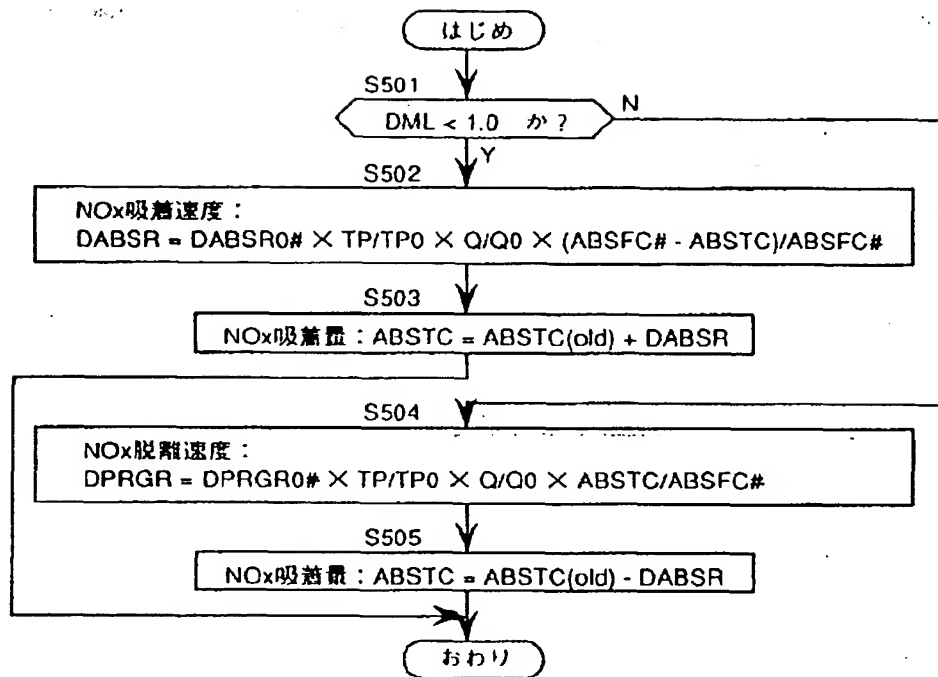 はじめ
S501
DML < 1.0 か?
N
Y
S502
NOx吸着速度:
DABSR = DABSR0# × TP/TP0 × Q/Q0 × (ABSFC# - ABSTC)/ABSFC#
S503
NOx吸着量:ABSTC = ABSTC(old) + DABSR
S504
NOx脱離速度:
DPRGR = DPRGR0# × TP/TP0 × Q/Q0 × ABSTC/ABSFC#
S505
NOx吸着量:ABSTC = ABSTC(old) - DABSR
おわり